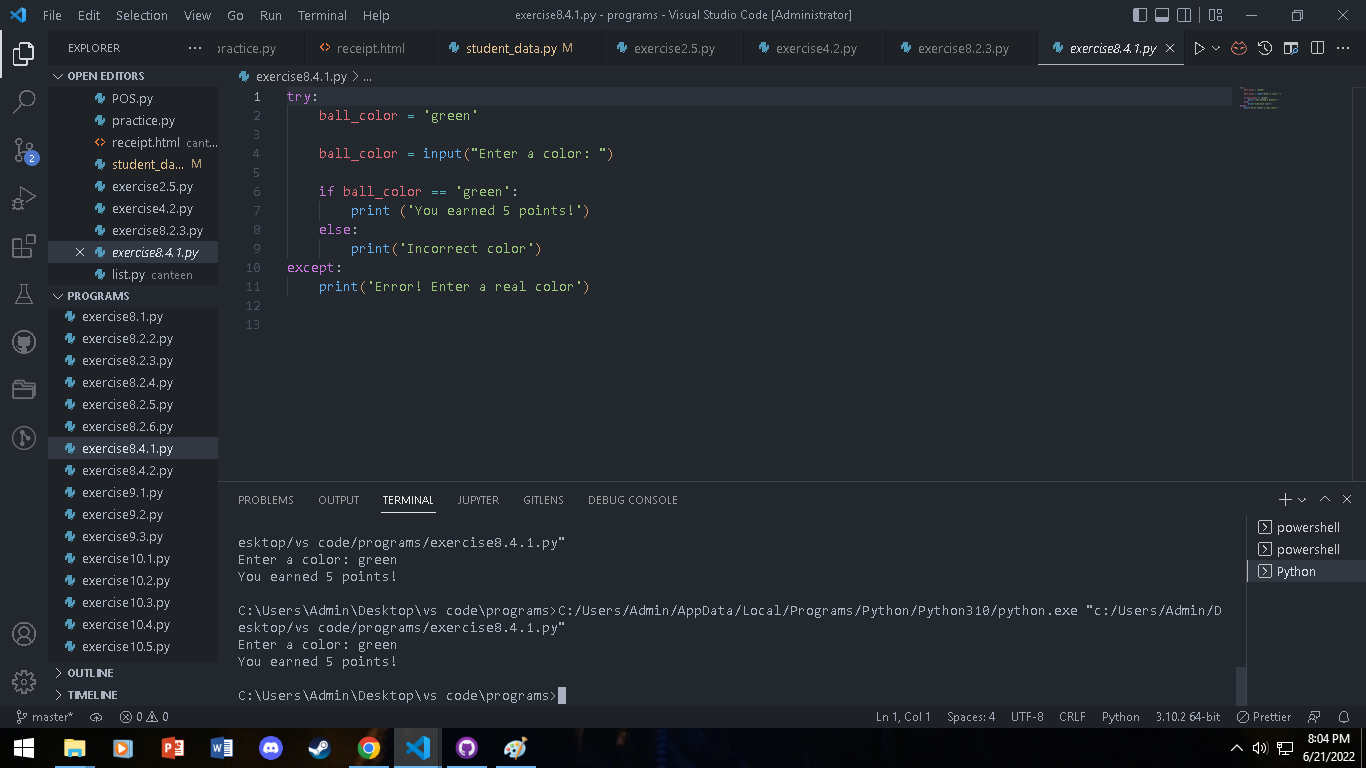 File Edit Selection View Go Run Terminal Help exercise8.4.1.py - programs - Visual Studio Code [Administrator]
EXPLORER ··· practice.py receipt.html student_data.py M exercise2.5.py exercise4.2.py exercise8.2.3.py exercise8.4.1.py
OPEN EDITORS
POS.py
practice.py
receipt.html cant...
student_da... M
exercise2.5.py
exercise4.2.py
exercise8.2.3.py
exercise8.4.1.py
list.py canteen
PROGRAMS
exercise8.1.py
exercise8.2.2.py
exercise8.2.3.py
exercise8.2.4.py
exercise8.2.5.py
exercise8.2.6.py
exercise8.4.1.py
exercise8.4.2.py
exercise9.1.py
exercise9.2.py
exercise9.3.py
exercise10.1.py
exercise10.2.py
exercise10.3.py
exercise10.4.py
exercise10.5.py
OUTLINE
TIMELINE
2
exercise8.4.1.py > ...
1 try:
2 ball_color = 'green'
3
4 ball_color = input("Enter a color: ")
5
6 if ball_color == 'green':
7 print ('You earned 5 points!')
8 else:
9 print('Incorrect color')
10 except:
11 print('Error! Enter a real color')
12
13
PROBLEMS OUTPUT TERMINAL JUPYTER GITLENS DEBUG CONSOLE
esktop/vs code/programs/exercise8.4.1.py"
Enter a color: green
You earned 5 points!
C:\Users\Admin\Desktop\vs code\programs>C:/Users/Admin/AppData/Local/Programs/Python/Python310/python.exe "c:/Users/Admin/D
esktop/vs code/programs/exercise8.4.1.py"
Enter a color: green
You earned 5 points!
C:\Users\Admin\Desktop\vs code\programs>
powershell
powershell
Python
master* 0 0 Ln 1, Col 1 Spaces: 4 UTF-8 CRLF Python 3.10.2 64-bit Prettier
8:04 PM
6/21/2022